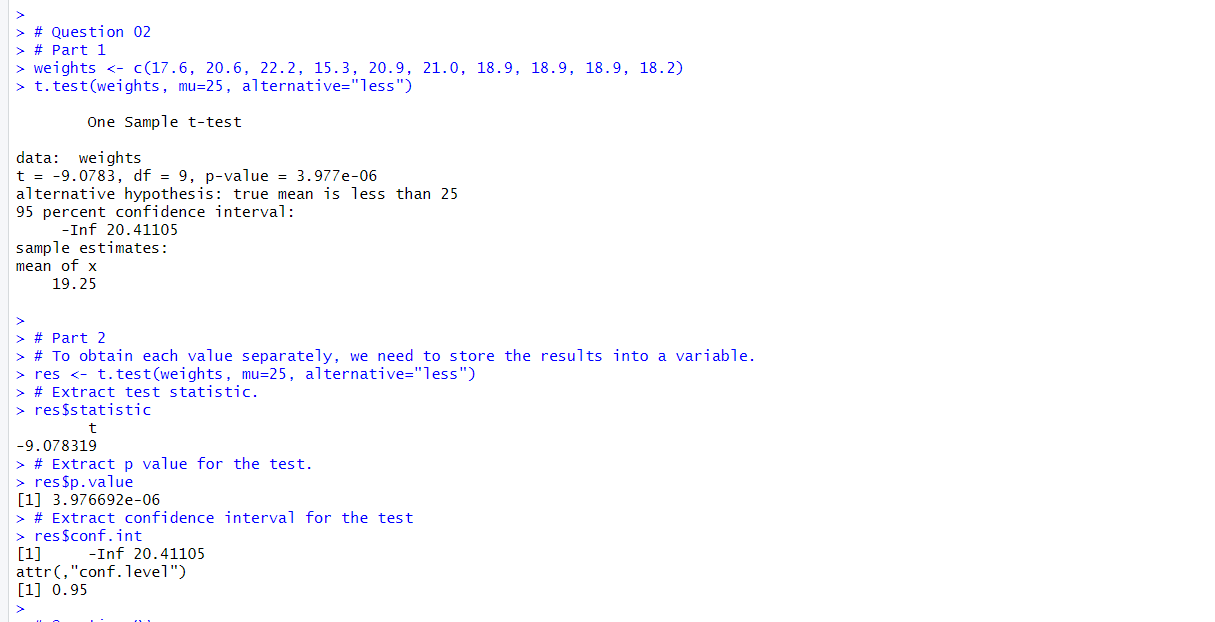 >
> # Question 02
> # Part 1
> weights <- c(17.6, 20.6, 22.2, 15.3, 20.9, 21.0, 18.9, 18.9, 18.9, 18.2)
> t.test(weights, mu=25, alternative="less")
One Sample t-test
data:  weights
t = -9.0783, df = 9, p-value = 3.977e-06
alternative hypothesis: true mean is less than 25
95 percent confidence interval:
-Inf 20.41105
sample estimates:
mean of x
19.25
>
> # Part 2
> # To obtain each value separately, we need to store the results into a variable.
> res <- t.test(weights, mu=25, alternative="less")
> # Extract test statistic.
> res$statistic
t
-9.078319
> # Extract p value for the test.
> res$p.value
[1] 3.976692e-06
> # Extract confidence interval for the test
> res$conf.int
[1]     -Inf 20.41105
attr(,"conf.level")
[1] 0.95
>